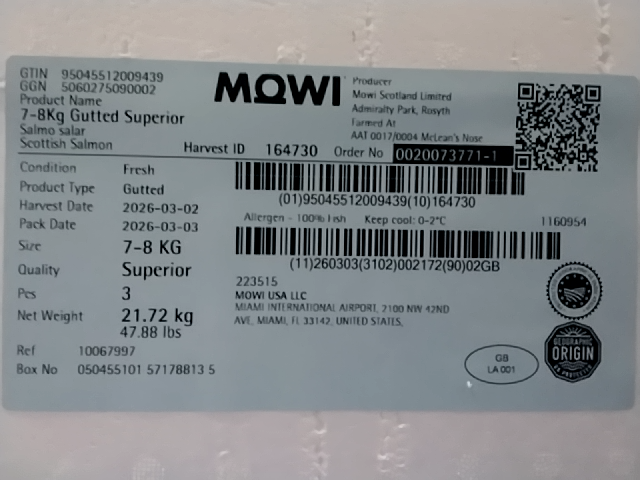 GTIN 95045512009439
GGN 5060275090002
Product Name
7-8Kg Gutted Superior
Salmo salar
Scottish Salmon
MOWI
Producer
Mowi Scotland Limited
Admiralty Park, Rosyth
Farmed At
AAT 0017/0004 McLean's Nose
Harvest ID 164730 Order No 0020073771-1
Condition Fresh
Product Type Gutted
Harvest Date 2026-03-02
Pack Date 2026-03-03
Size 7-8 KG
Quality Superior
Pcs 3
Net Weight 21.72 kg
47.88 lbs
Ref 10067997
Box No 050455101 57178813 5
(01)95045512009439(10)164730
Allergen - 100% Fish Keep cool: 0-2°C 1160954
(11)260303(3102)002172(90)02GB
223515
MOWI USA LLC
MIAMI INTERNATIONAL AIRPORT, 2100 NW 42ND
AVE, MIAMI, FL 33142, UNITED STATES,
GB
LA 001
GEOGRAPHIC
ORIGIN
UK PROTECTED